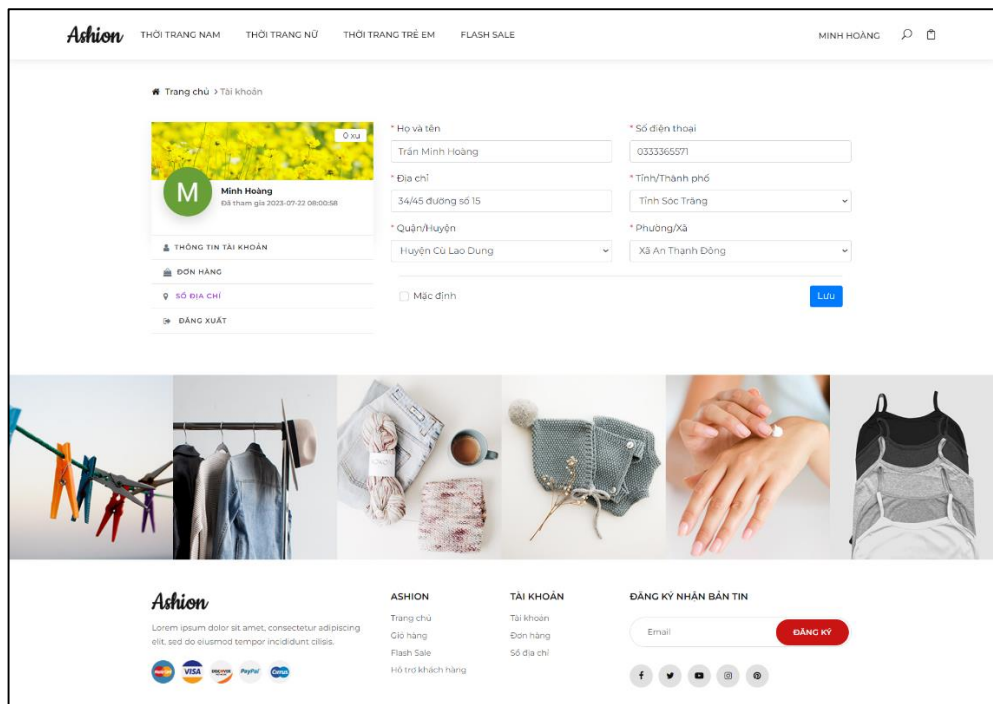 Ashion THỜI TRANG NAM THỜI TRANG NỮ THỜI TRANG TRẺ EM FLASH SALE MINH HOÀNG
Trang chủ > Tài khoản
0 xu
M
Minh Hoàng
Đã tham gia 2023-07-22 08:00:58
THÔNG TIN TÀI KHOẢN
ĐƠN HÀNG
SỔ ĐỊA CHỈ
ĐĂNG XUẤT
* Họ và tên
Trần Minh Hoàng
* Số điện thoại
0333365571
* Địa chỉ
34/45 đường số 15
* Tỉnh/Thành phố
Tỉnh Sóc Trăng
* Quận/Huyện
Huyện Cù Lao Dung
* Phường/Xã
Xã An Thạnh Đông
Mặc định
Lưu
Ashion
Lorem ipsum dolor sit amet, consectetur adipiscing
elit, sed do eiusmod tempor incididunt cilisis.
VISA PayPal Cirrus
ASHION
Trang chủ
Giỏ hàng
Flash Sale
Hỗ trợ khách hàng
TÀI KHOẢN
Tài khoản
Đơn hàng
Sổ địa chỉ
ĐĂNG KÝ NHẬN BẢN TIN
Email
ĐĂNG KÝ